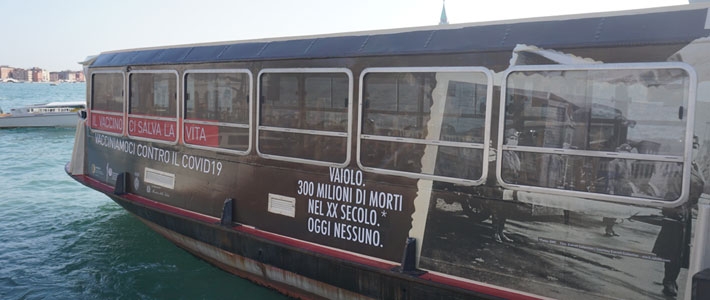 IL VACCINO CI SALVA LA VITA
VACCINIAMOCI CONTRO IL COVID19
VAIOLO.
300 MILIONI DI MORTI
NEL XX SECOLO.*
OGGI NESSUNO.